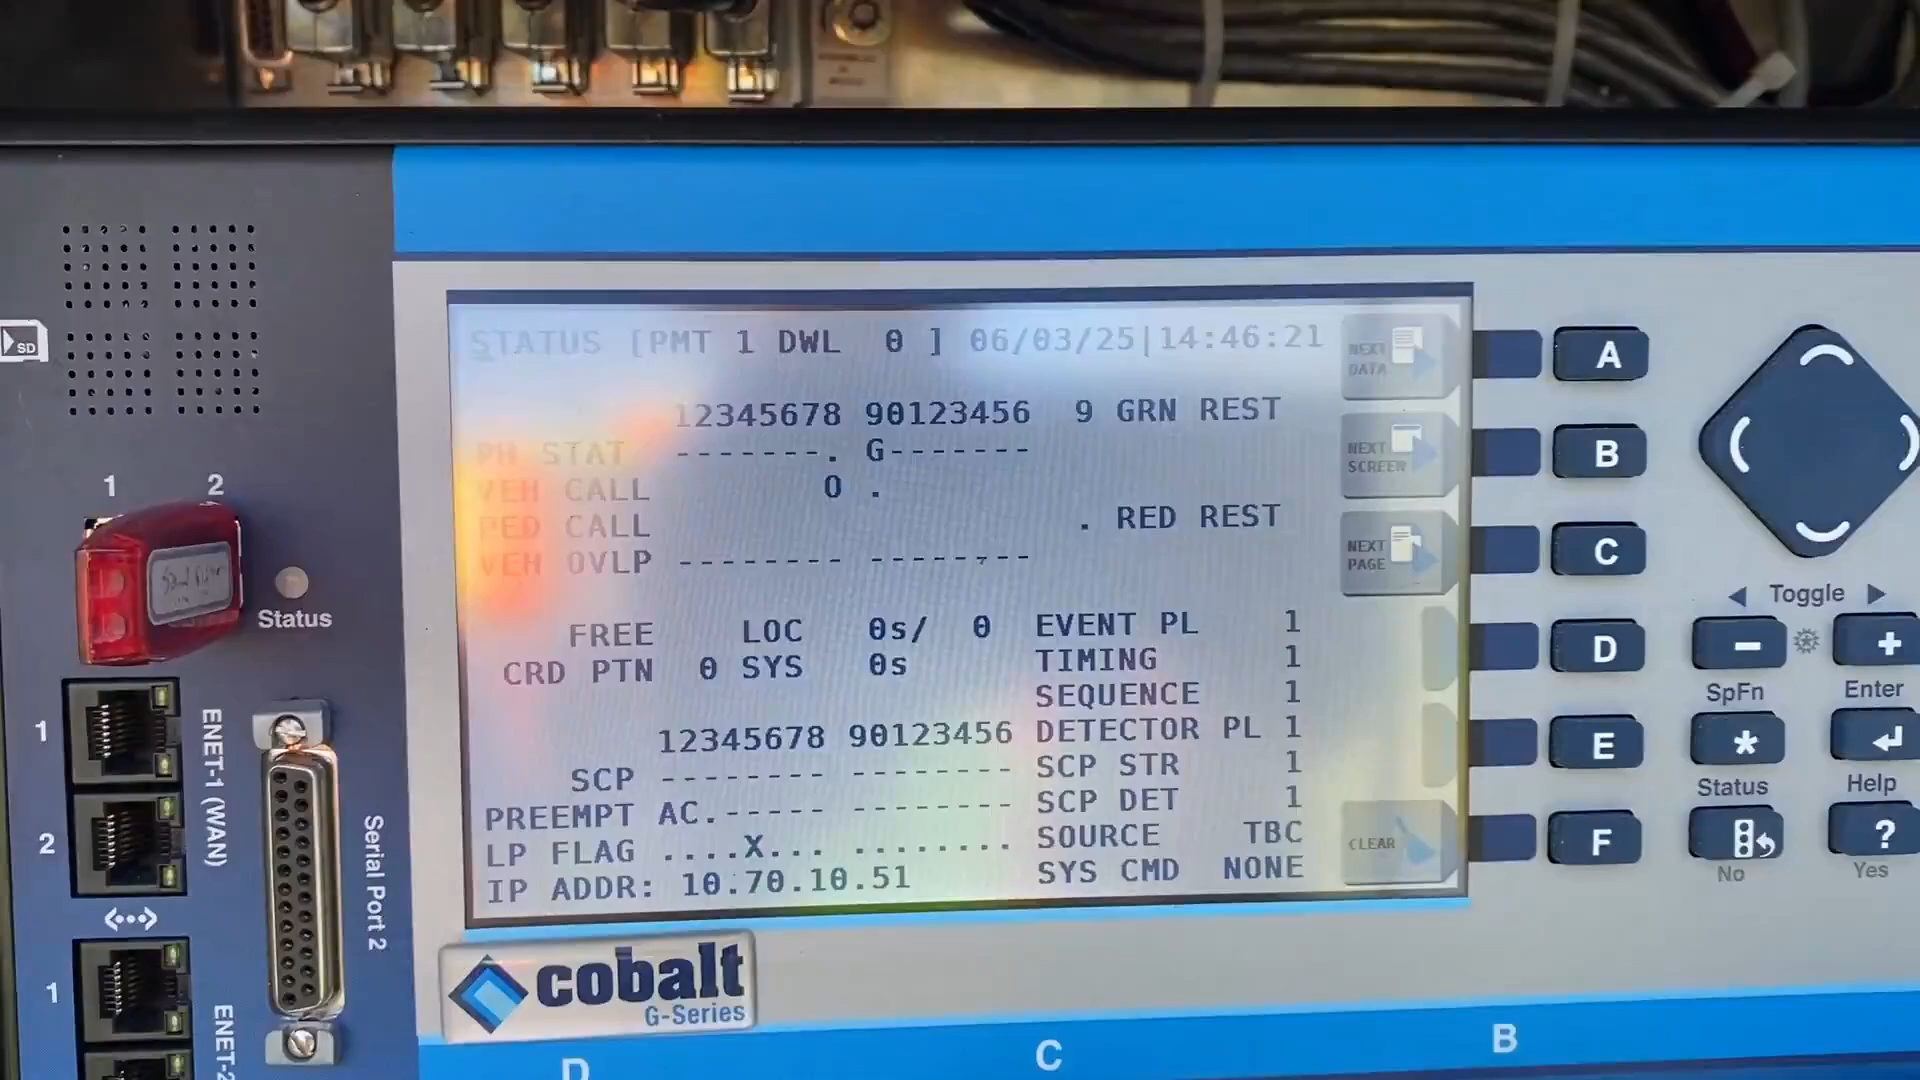 SD
1 2
Status
1
2
ENET-1 (WAN)
1
ENET-2
Serial Port 2
STATUS [PMT 1 DWL 0 ] 06/03/25|14:46:21
12345678 90123456 9 GRN REST
PH STAT -------. G-------
VEH CALL O .
PED CALL . RED REST
VEH OVLP -------- --------
FREE LOC 0s/ 0 EVENT PL 1
CRD PTN 0 SYS 0s TIMING 1
SEQUENCE 1
12345678 90123456 DETECTOR PL 1
SCP -------- -------- SCP STR 1
PREEMPT AC.----- -------- SCP DET 1
LP FLAG ....X... ........ SOURCE TBC
IP ADDR: 10.70.10.51 SYS CMD NONE
NEXT DATA
NEXT SCREEN
NEXT PAGE
CLEAR
A
B
C
D
E
F
◀ Toggle ▶
− +
SpFn Enter
* ↵
Status Help
?
No Yes
cobalt
G-Series
D C B